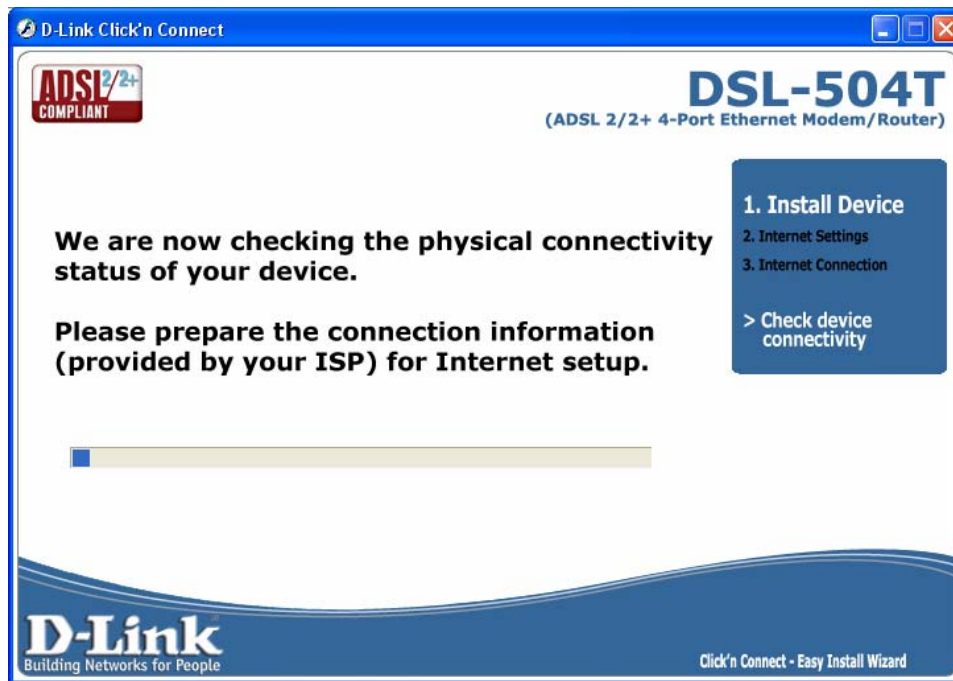 D-Link Click'n Connect
ADSL2/2+
COMPLIANT
DSL-504T
(ADSL 2/2+ 4-Port Ethernet Modem/Router)
We are now checking the physical connectivity
status of your device.
Please prepare the connection information
(provided by your ISP) for Internet setup.
1. Install Device
2. Internet Settings
3. Internet Connection
> Check device
connectivity
D-Link
Building Networks for People
Click'n Connect - Easy Install Wizard